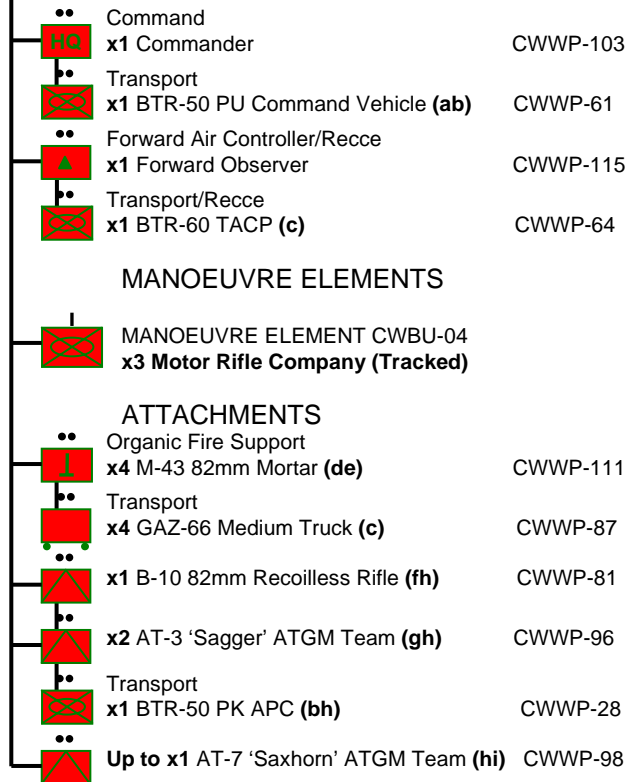 Command
HQ x1 Commander CWWP-103
Transport
x1 BTR-50 PU Command Vehicle (ab) CWWP-61
Forward Air Controller/Recce
x1 Forward Observer CWWP-115
Transport/Recce
x1 BTR-60 TACP (c) CWWP-64
MANOEUVRE ELEMENTS
MANOEUVRE ELEMENT CWBU-04
x3 Motor Rifle Company (Tracked)
ATTACHMENTS
Organic Fire Support
x4 M-43 82mm Mortar (de) CWWP-111
Transport
x4 GAZ-66 Medium Truck (c) CWWP-87
x1 B-10 82mm Recoilless Rifle (fh) CWWP-81
x2 AT-3 ‘Sagger’ ATGM Team (gh) CWWP-96
Transport
x1 BTR-50 PK APC (bh) CWWP-28
Up to x1 AT-7 ‘Saxhorn’ ATGM Team (hi) CWWP-98